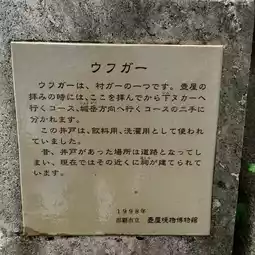 ウフガー
ウフガーは、村ガーの一つです。壺屋の
拝みの時には、ここを拝んでから下ヌカーへ
行くコース、城岳方向へ行くコースの二手に
分かれます。
この井戸は、飲料用、洗濯用として使われ
ていました。
昔、井戸があった場所は道路となってし
まい、現在ではその近くに祠が建てられて
います。
1998年
那覇市立 壺屋焼物博物館